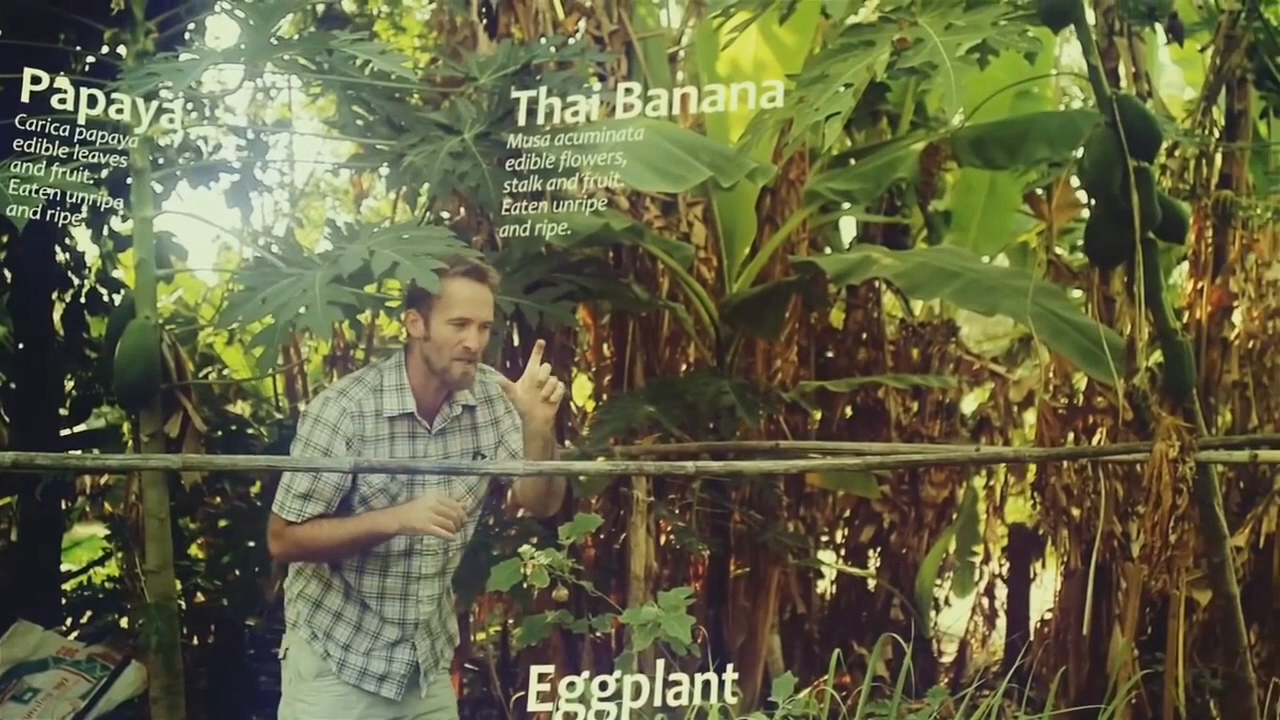 Papaya
Carica papaya
edible leaves
and fruit.
Eaten unripe
and ripe.
Thai Banana
Musa acuminata
edible flowers,
stalk and fruit.
Eaten unripe
and ripe.
Eggplant